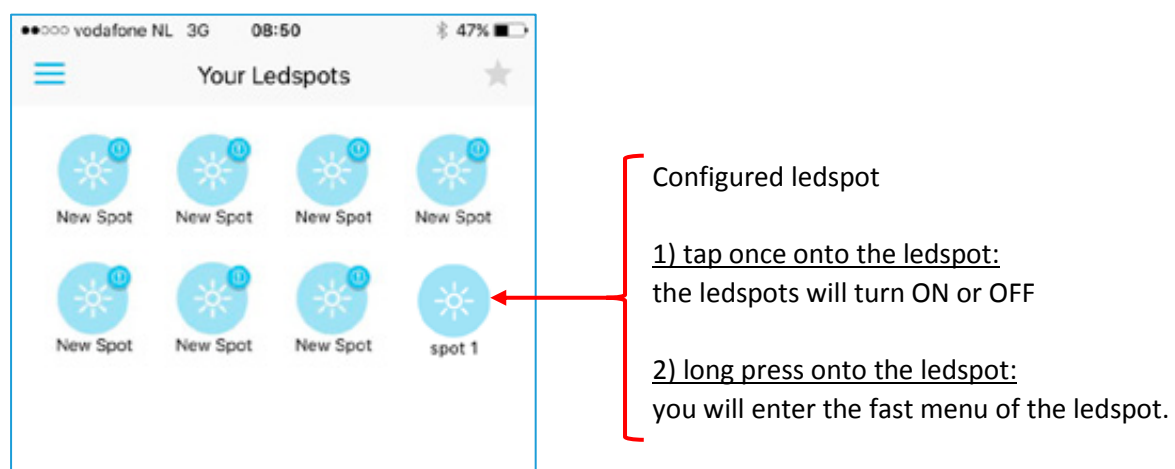 vodafone NL 3G 08:50 47%
Your Ledspots
New Spot New Spot New Spot New Spot
New Spot New Spot New Spot spot 1
Configured ledspot
1) tap once onto the ledspot:
the ledspots will turn ON or OFF
2) long press onto the ledspot:
you will enter the fast menu of the ledspot.